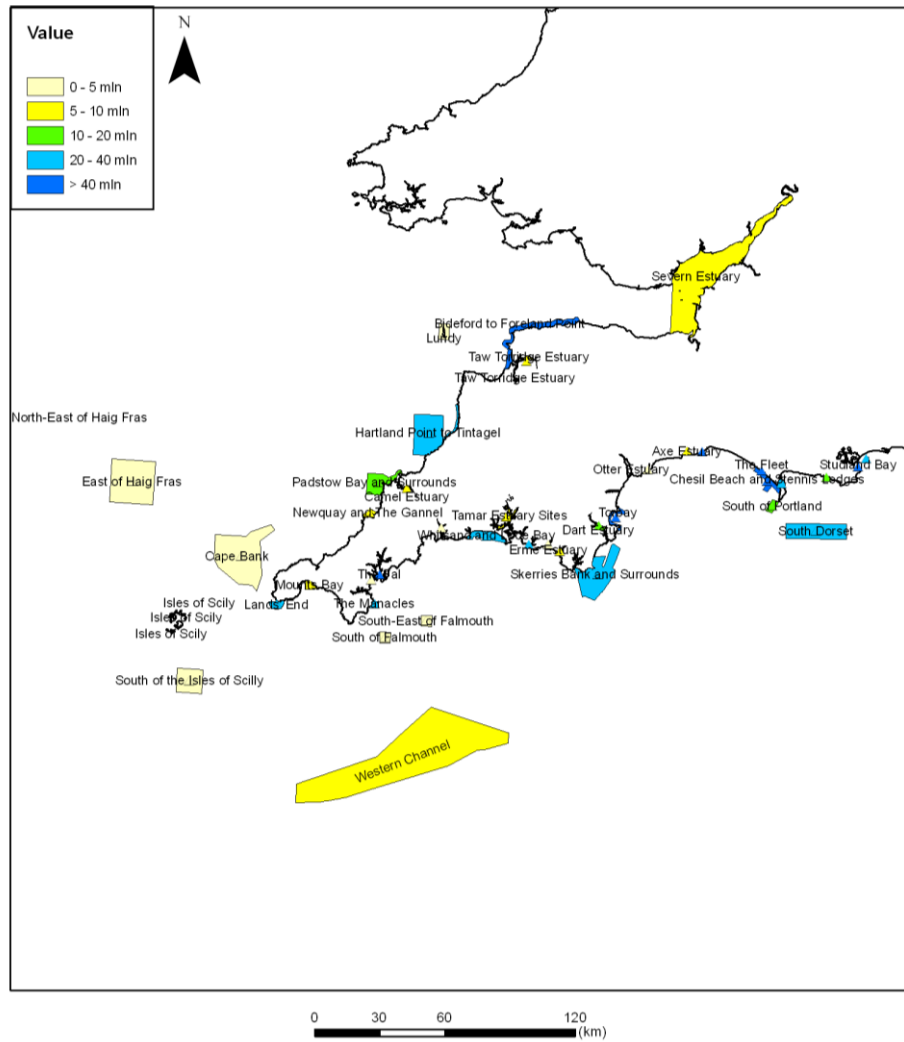 Value
N
0 - 5 mln
5 - 10 mln
10 - 20 mln
20 - 40 mln
> 40 mln
Severn Estuary
Bideford to Foreland Point
Lundy
Taw Torridge Estuary
Taw Torridge Estuary
North-East of Haig Fras
Hartland Point to Tintagel
Axe Estuary
The Fleet
Studland Bay
Otter Estuary
East of Haig Fras
Padstow Bay and Surrounds
Chesil Beach and Stennis Ledges
Camel Estuary
South of Portland
Newquay and The Gannel
Tamar Estuary Sites
Torbay
Dart Estuary
South Dorset
Whitsand and Looe Bay
Erme Estuary
Cape Bank
The Fal
Skerries Bank and Surrounds
Mounts Bay
Isles of Scily
Lands End
The Manacles
Isles of Scily
South-East of Falmouth
Isles of Scily
South of Falmouth
South of the Isles of Scilly
Western Channel
0 30 60 120
(km)